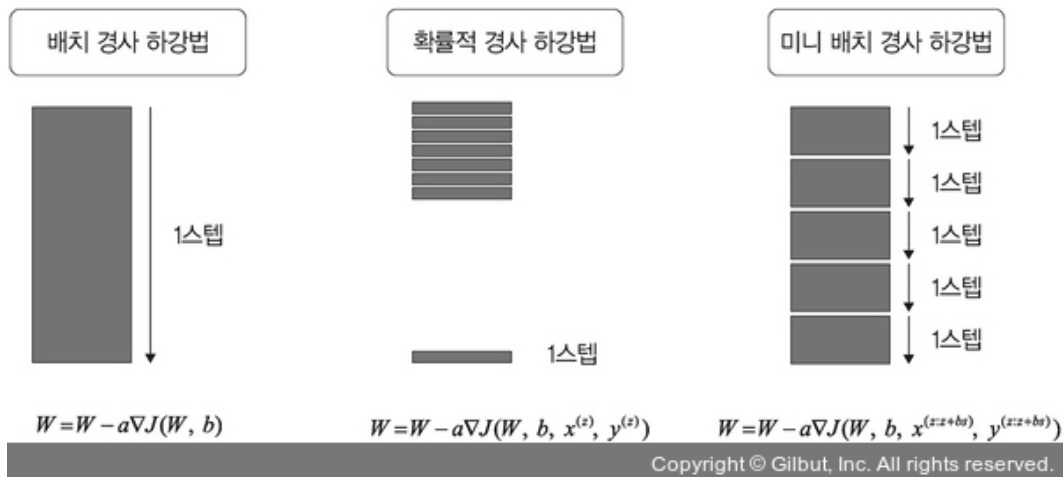 배치 경사 하강법
확률적 경사 하강법
미니 배치 경사 하강법
1스텝
1스텝
1스텝
1스텝
1스텝
1스텝
1스텝
W=W−a∇J(W, b)
W=W−a∇J(W, b, x⁽ᶻ⁾, y⁽ᶻ⁾)
W=W−a∇J(W, b, x⁽ᶻ:ᶻ⁺ᵇˢ⁾, y⁽ᶻ:ᶻ⁺ᵇˢ⁾)
Copyright © Gilbut, Inc. All rights reserved.